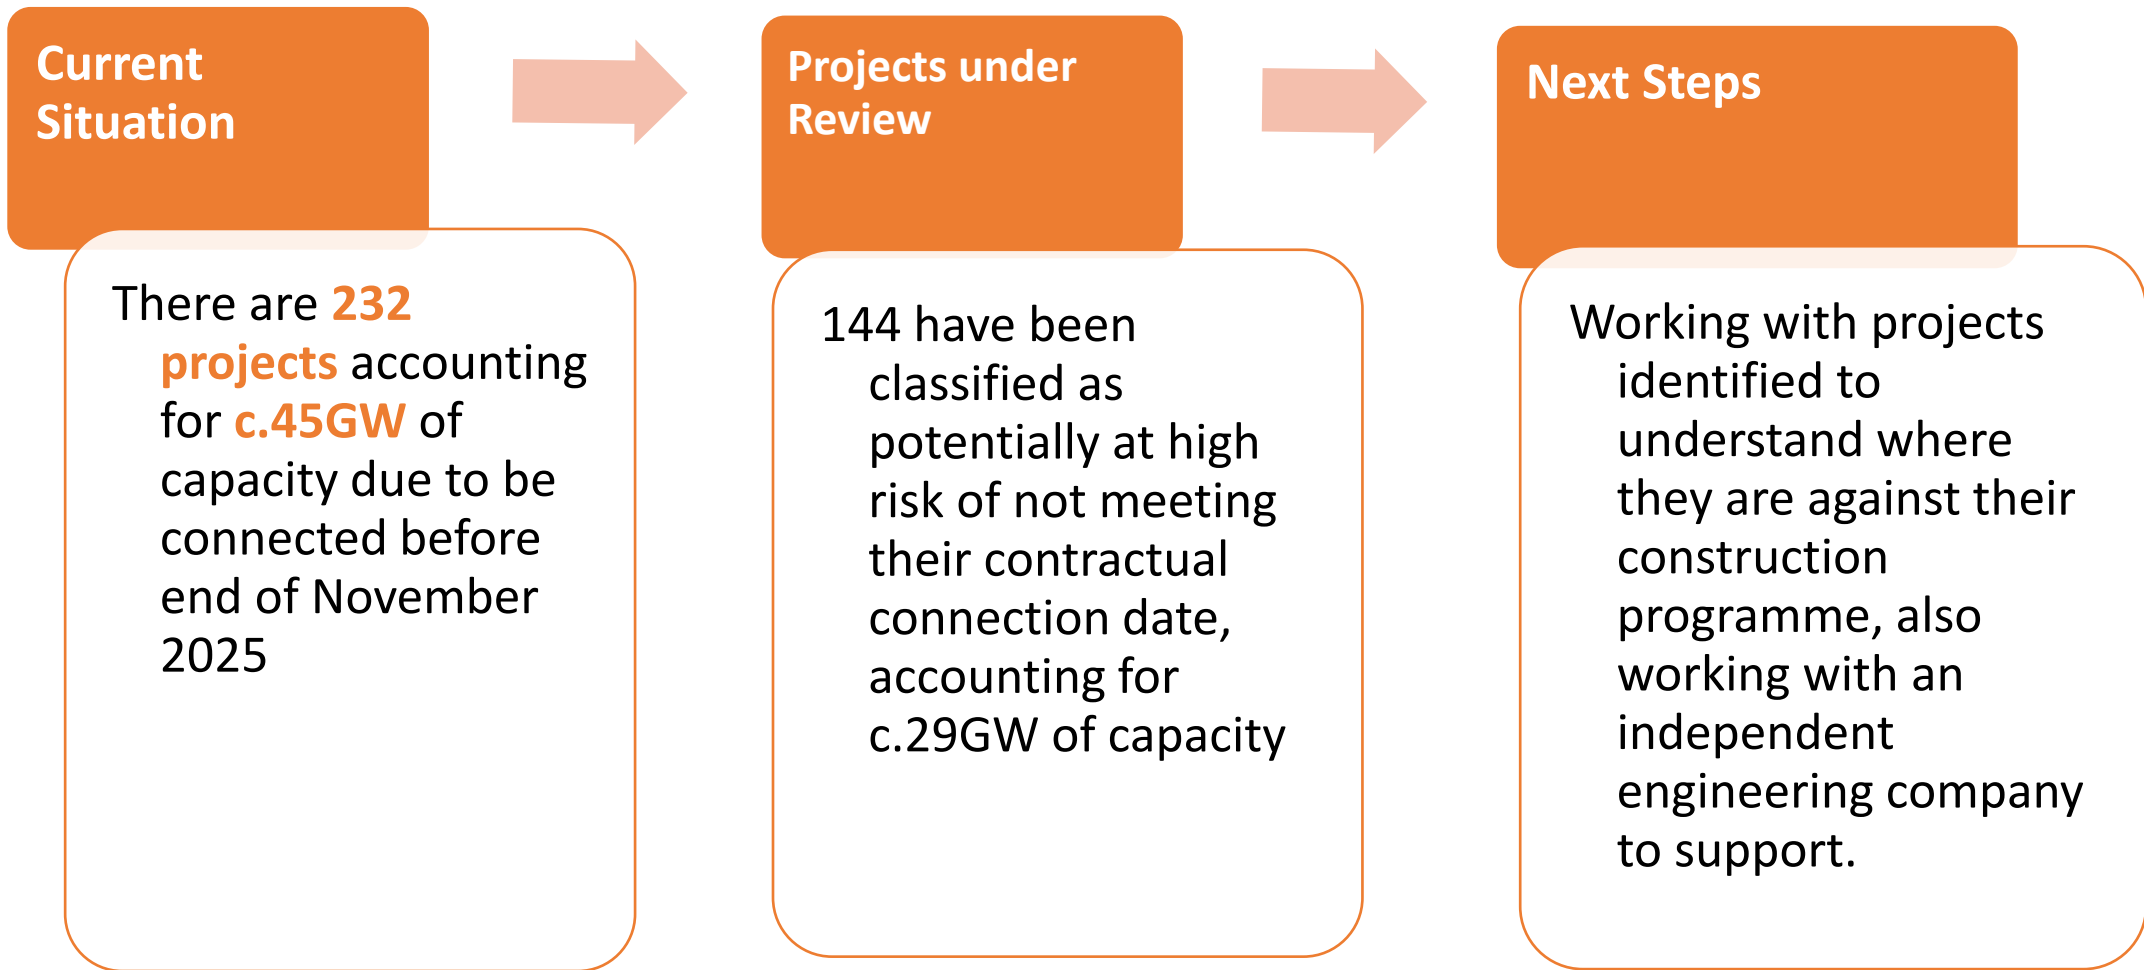 Current
Situation
There are 232
projects accounting
for c.45GW of
capacity due to be
connected before
end of November
2025
Projects under
Review
144 have been
classified as
potentially at high
risk of not meeting
their contractual
connection date,
accounting for
c.29GW of capacity
Next Steps
Working with projects
identified to
understand where
they are against their
construction
programme, also
working with an
independent
engineering company
to support.